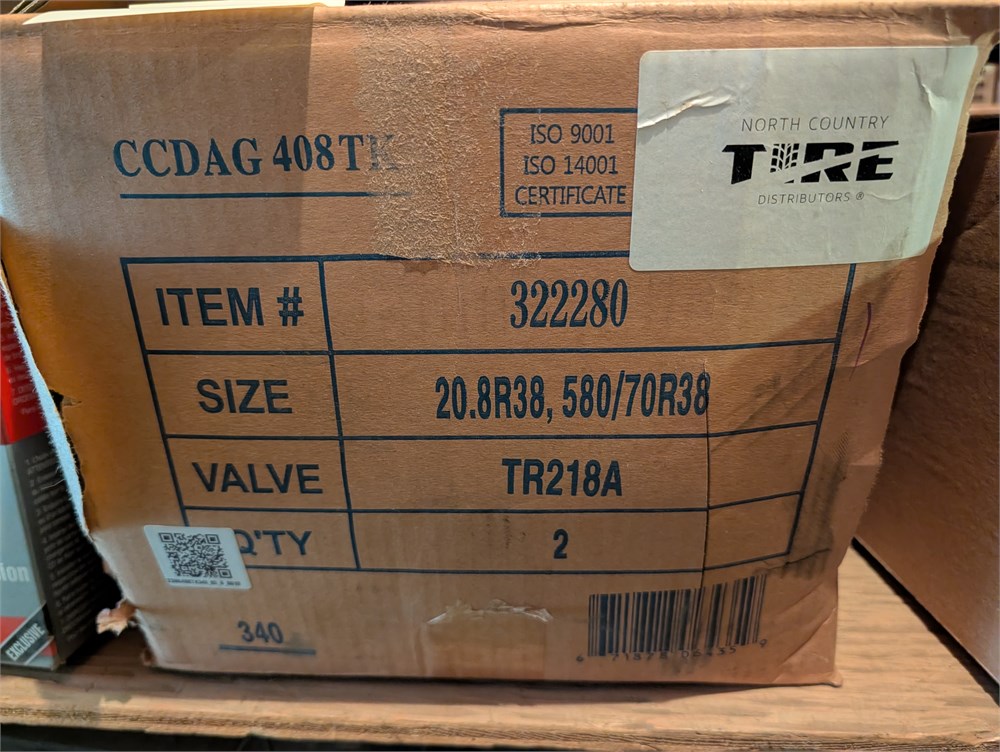 CCDAG 408TK
ISO 9001
ISO 14001
CERTIFICATE
NORTH COUNTRY
TIRE
DISTRIBUTORS ®
ITEM # 322280
SIZE 20.8R38, 580/70R38
VALVE TR218A
Q'TY 2
340
EXCLUSIVE